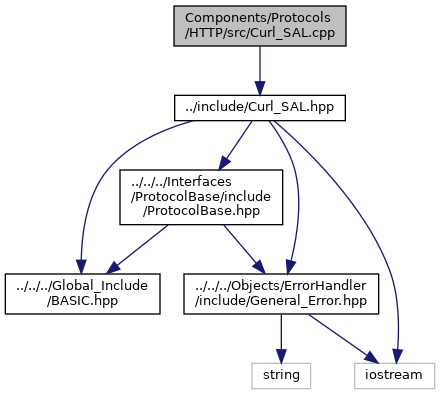 Components/Protocols
/HTTP/src/Curl_SAL.cpp
../include/Curl_SAL.hpp
../../../Interfaces
/ProtocolBase/include
/ProtocolBase.hpp
../../../Global_Include
/BASIC.hpp
../../../Objects/ErrorHandler
/include/General_Error.hpp
string
iostream